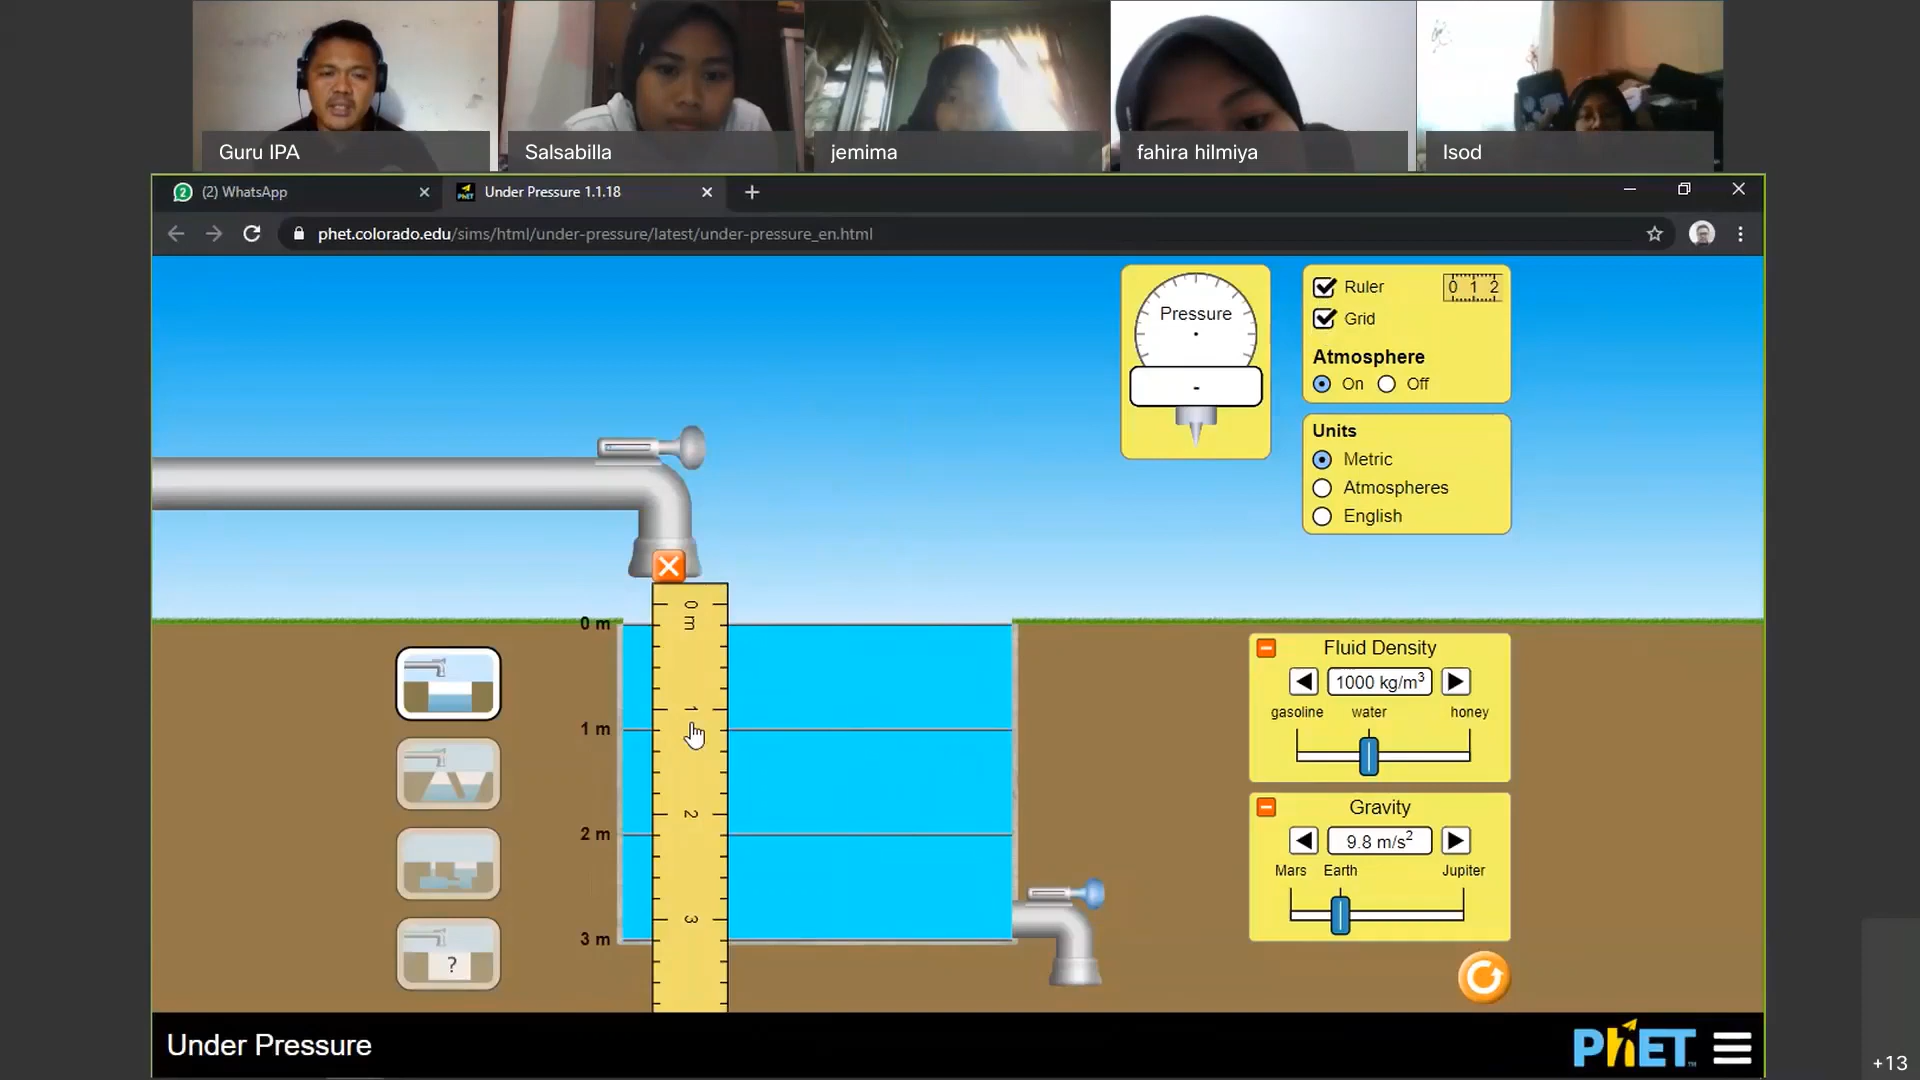 Guru IPA
Salsabilla
jemima
fahira hilmiya
Isod
(2) WhatsApp
Under Pressure 1.1.18
phet.colorado.edu/sims/html/under-pressure/latest/under-pressure_en.html
Pressure
-
Ruler
0 1 2
Grid
Atmosphere
On
Off
Units
Metric
Atmospheres
English
0 m
1
2
3
0 m
1 m
2 m
3 m
?
Fluid Density
1000 kg/m³
gasoline
water
honey
Gravity
9.8 m/s²
Mars
Earth
Jupiter
Under Pressure
PhET
+13